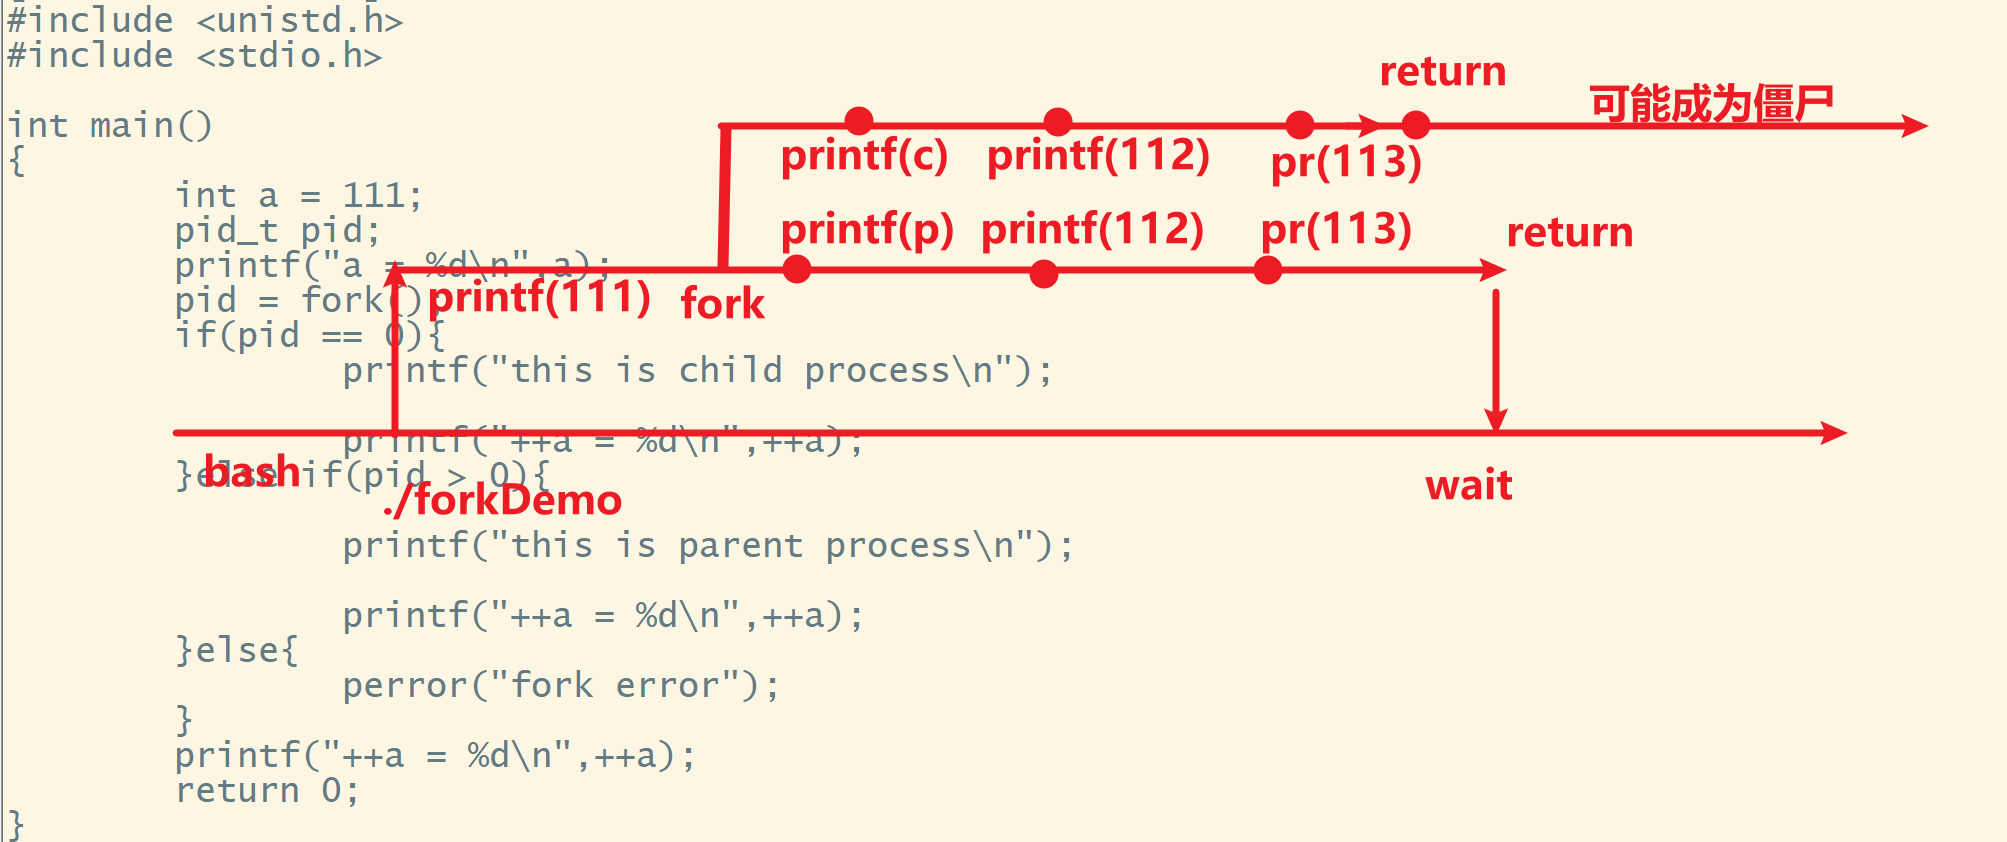 #include <unistd.h>
#include <stdio.h>
int main()
{
int a = 111;
pid_t pid;
printf("a = %d\n",a);
pid = fork();
if(pid == 0){
printf("this is child process\n");
printf("++a = %d\n",++a);
}else if(pid > 0){
printf("this is parent process\n");
printf("++a = %d\n",++a);
}else{
perror("fork error");
}
printf("++a = %d\n",++a);
return 0;
}
return
可能成为僵尸
printf(c) printf(112) pr(113)
printf(p) printf(112) pr(113) return
printf(111) fork
bash
./forkDemo
wait